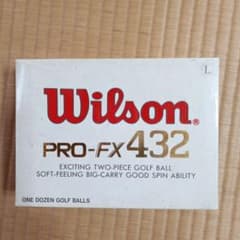 L
Wilson®
PRO-FX 432
EXCITING TWO-PIECE GOLF BALL
SOFT-FEELING BIG-CARRY GOOD SPIN ABILITY
ONE DOZEN GOLF BALLS